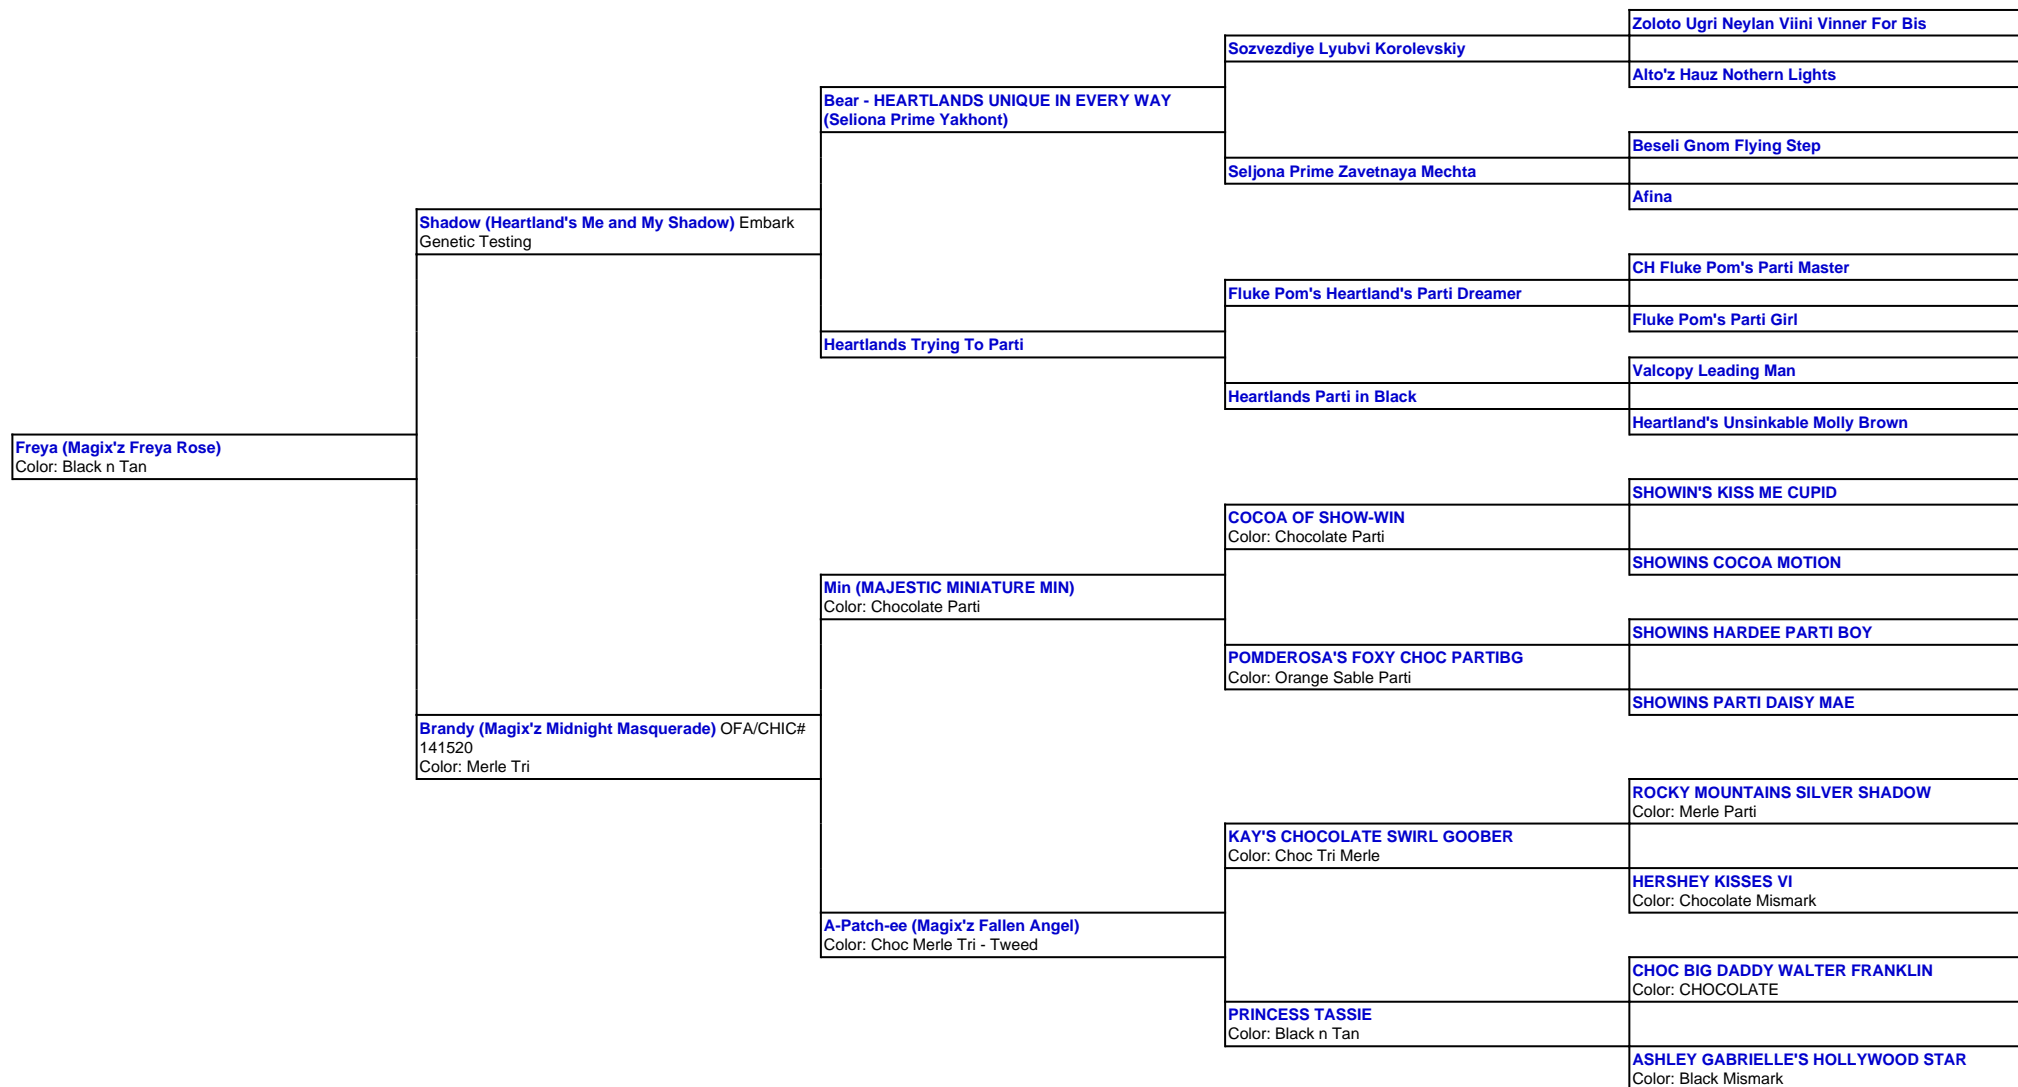 Zoloto Ugri Neylan Viini Vinner For Bis
Sozvezdiye Lyubvi Korolevskiy
Alto'z Hauz Nothern Lights
Bear - HEARTLANDS UNIQUE IN EVERY WAY
(Seliona Prime Yakhont)
Beseli Gnom Flying Step
Seljona Prime Zavetnaya Mechta
Afina
Shadow (Heartland's Me and My Shadow) Embark
Genetic Testing
CH Fluke Pom's Parti Master
Fluke Pom's Heartland's Parti Dreamer
Fluke Pom's Parti Girl
Heartlands Trying To Parti
Valcopy Leading Man
Heartlands Parti in Black
Heartland's Unsinkable Molly Brown
Freya (Magix'z Freya Rose)
Color: Black n Tan
SHOWIN'S KISS ME CUPID
COCOA OF SHOW-WIN
Color: Chocolate Parti
SHOWINS COCOA MOTION
Min (MAJESTIC MINIATURE MIN)
Color: Chocolate Parti
SHOWINS HARDEE PARTI BOY
POMDEROSA'S FOXY CHOC PARTIBG
Color: Orange Sable Parti
SHOWINS PARTI DAISY MAE
Brandy (Magix'z Midnight Masquerade) OFA/CHIC#
141520
Color: Merle Tri
ROCKY MOUNTAINS SILVER SHADOW
Color: Merle Parti
KAY'S CHOCOLATE SWIRL GOOBER
Color: Choc Tri Merle
HERSHEY KISSES VI
Color: Chocolate Mismark
A-Patch-ee (Magix'z Fallen Angel)
Color: Choc Merle Tri - Tweed
CHOC BIG DADDY WALTER FRANKLIN
Color: CHOCOLATE
PRINCESS TASSIE
Color: Black n Tan
ASHLEY GABRIELLE'S HOLLYWOOD STAR
Color: Black Mismark